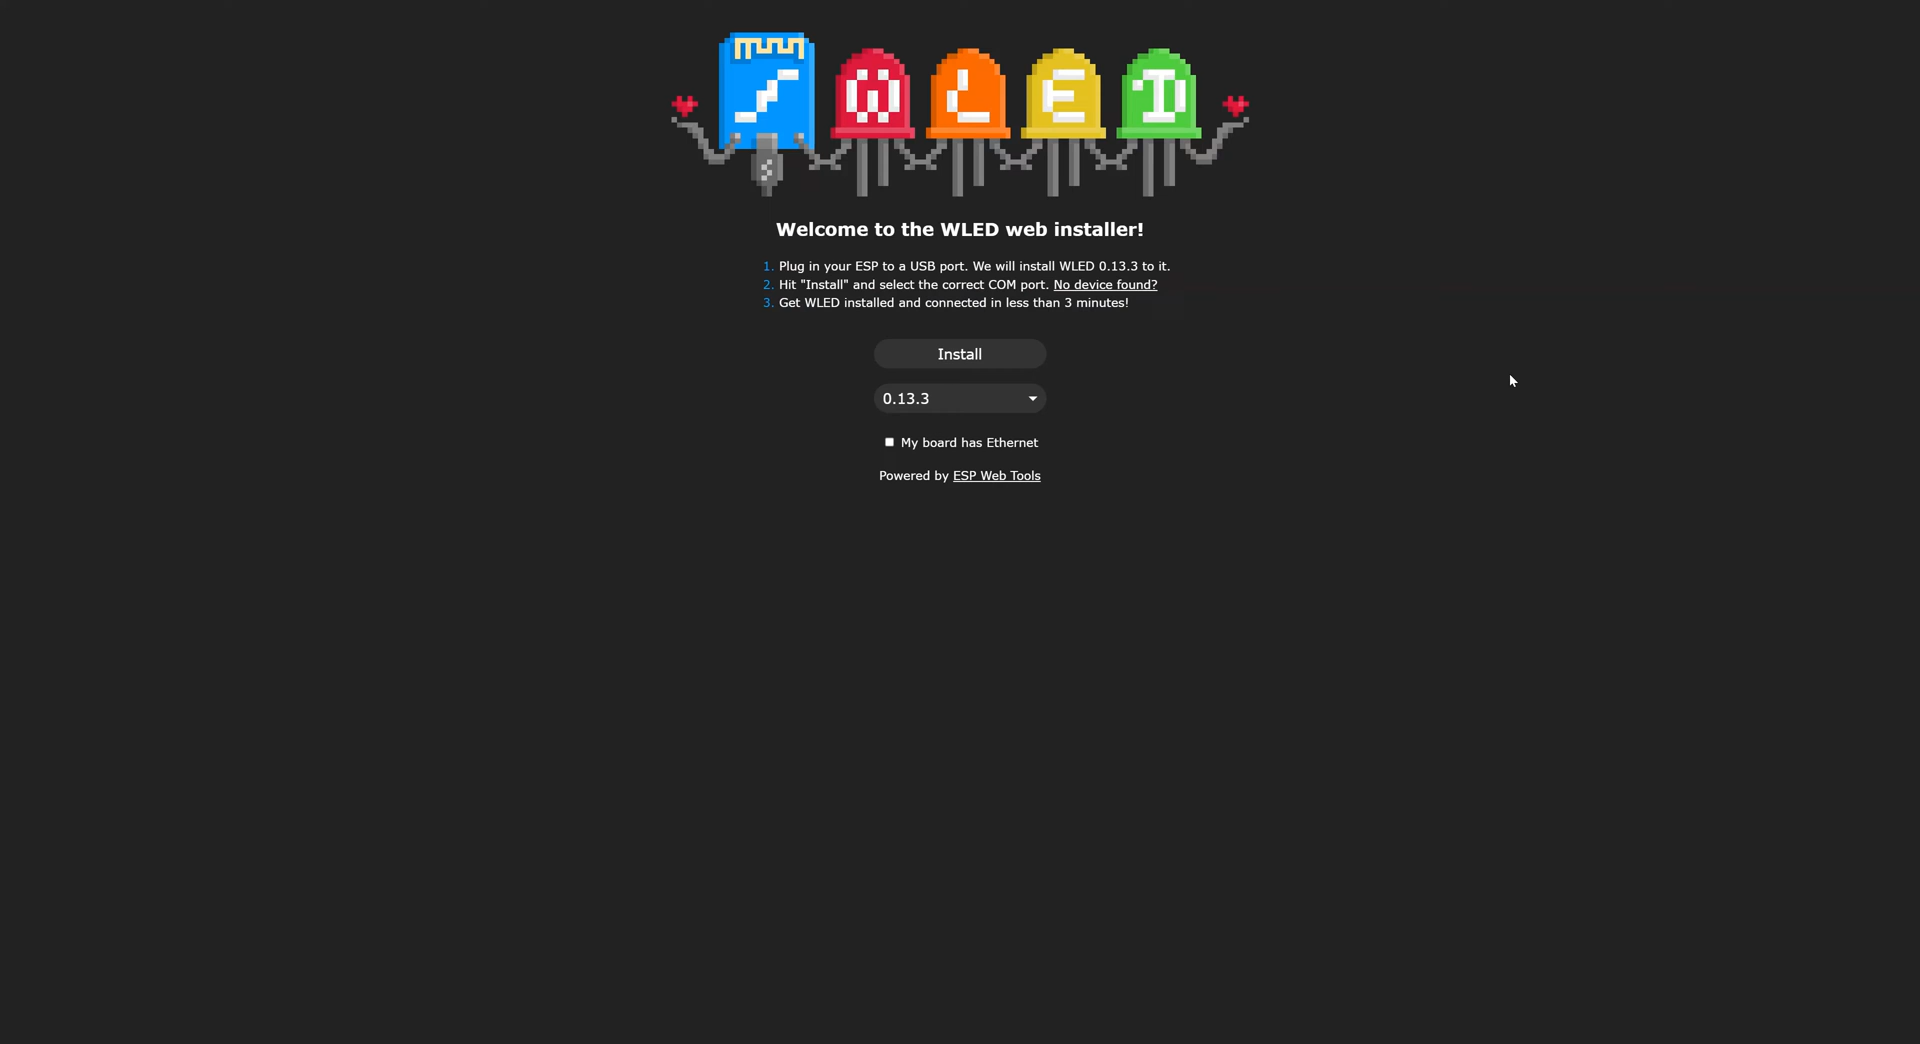 WLED
Welcome to the WLED web installer!
1. Plug in your ESP to a USB port. We will install WLED 0.13.3 to it.
2. Hit "Install" and select the correct COM port. No device found?
3. Get WLED installed and connected in less than 3 minutes!
Install
0.13.3
My board has Ethernet
Powered by ESP Web Tools